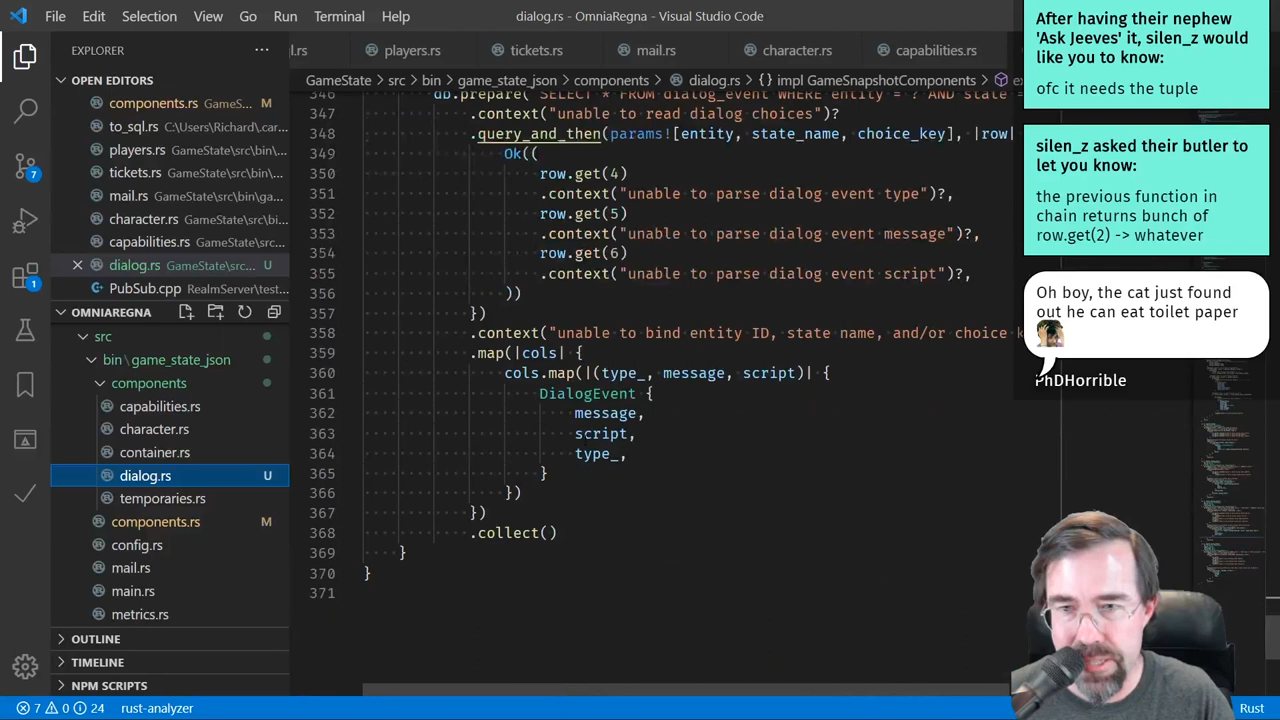 File Edit Selection View Go Run Terminal Help
dialog.rs - OmniaRegna - Visual Studio Code
EXPLORER
OPEN EDITORS
components.rs GameS... M
to_sql.rs C:\Users\Richard\.car...
players.rs GameState\src\bin\...
tickets.rs GameState\src\bin\...
mail.rs GameState\src\bin\ga...
character.rs GameState\src\bi...
capabilities.rs GameState\src...
dialog.rs GameState\src... U
PubSub.cpp RealmServer\test...
OMNIAREGNA
src
bin\game_state_json
components
capabilities.rs
character.rs
container.rs
dialog.rs U
temporaries.rs
components.rs M
config.rs
mail.rs
main.rs
metrics.rs
OUTLINE
TIMELINE
NPM SCRIPTS
7
1
l.rs players.rs tickets.rs mail.rs character.rs capabilities.rs
GameState > src > bin > game_state_json > components > dialog.rs > {} impl GameSnapshotComponents >
346 db.prepare("SELECT * FROM dialog_event WHERE entity = ? AND state =
347 .context("unable to read dialog choices")?
348 .query_and_then(params![entity, state_name, choice_key], |row|
349 Ok((
350 row.get(4)
351 .context("unable to parse dialog event type")?,
352 row.get(5)
353 .context("unable to parse dialog event message")?,
354 row.get(6)
355 .context("unable to parse dialog event script")?,
356 ))
357 })
358 .context("unable to bind entity ID, state name, and/or choice k
359 .map(|cols| {
360 cols.map(|(type_, message, script)| {
361 DialogEvent {
362 message,
363 script,
364 type_,
365 }
366 })
367 })
368 .collect()
369 }
370 }
371
After having their nephew
'Ask Jeeves' it, silen_z would
like you to know:
ofc it needs the tuple
silen_z asked their butler to
let you know:
the previous function in
chain returns bunch of
row.get(2) -> whatever
Oh boy, the cat just found
out he can eat toilet paper
PhDHorrible
7 0 24 rust-analyzer
Rust